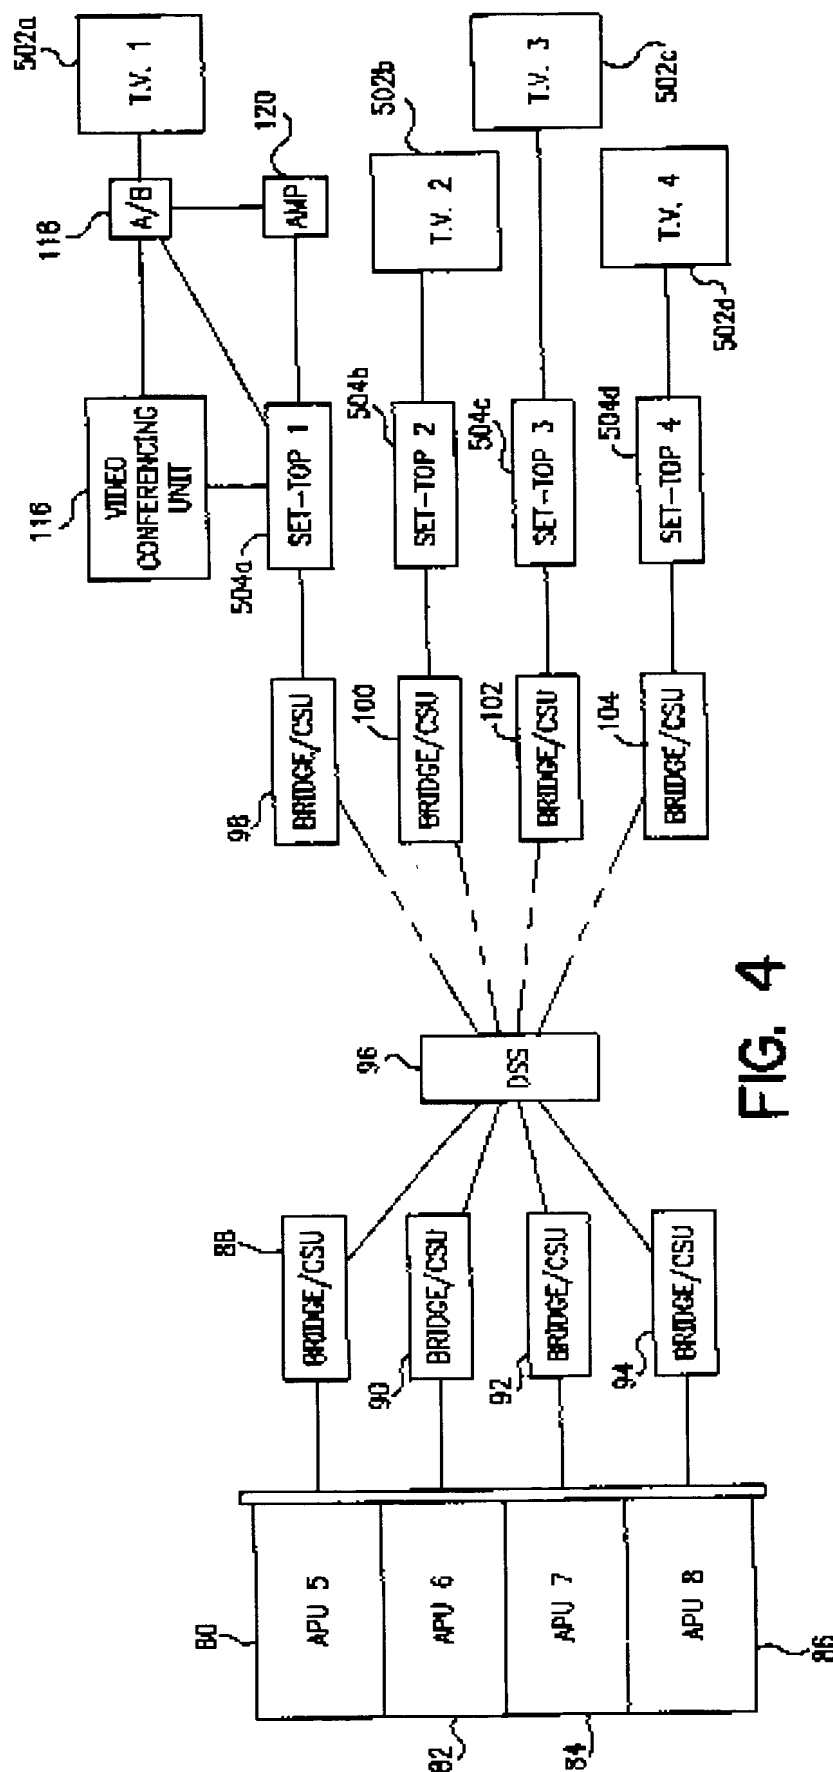 80
APU 5
82
APU 6
84
APU 7
86
APU 8
88
BRIDGE/CSU
90
BRIDGE/CSU
92
BRIDGE/CSU
94
BRIDGE/CSU
96
DSS
98
BRIDGE/CSU
100
BRIDGE/CSU
102
BRIDGE/CSU
104
BRIDGE/CSU
116
VIDEO
CONFERENCING
UNIT
504a
SET-TOP 1
504b
SET-TOP 2
504c
SET-TOP 3
504d
SET-TOP 4
118
A/B
120
AMP
502a
T.V. 1
502b
T.V. 2
502c
T.V. 3
502d
T.V. 4
FIG. 4